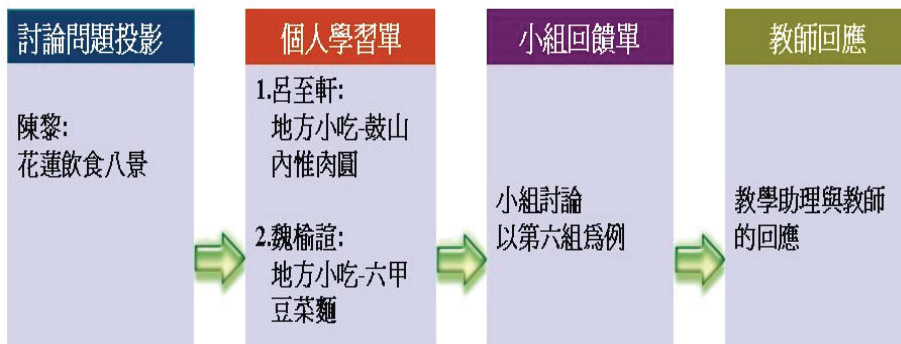 討論問題投影
陳黎:
花蓮飲食八景
個人學習單
1.呂至軒:
地方小吃-鼓山
內惟肉圓
2.魏榆諠:
地方小吃-六甲
豆菜麵
小組回饋單
小組討論
以第六組為例
教師回應
教學助理與教師
的回應